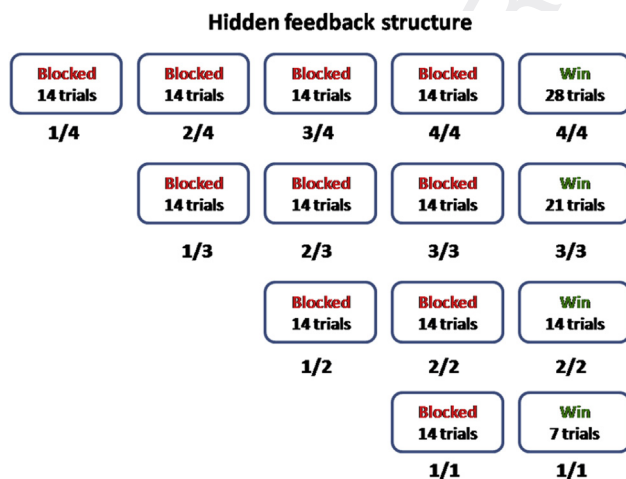 Hidden feedback structure
Blocked Blocked Blocked Blocked Win
14 trials 14 trials 14 trials 14 trials 28 trials
1/4 2/4 3/4 4/4 4/4
Blocked Blocked Blocked Win
14 trials 14 trials 14 trials 21 trials
1/3 2/3 3/3 3/3
Blocked Blocked Win
14 trials 14 trials 14 trials
1/2 2/2 2/2
Blocked Win
14 trials 7 trials
1/1 1/1